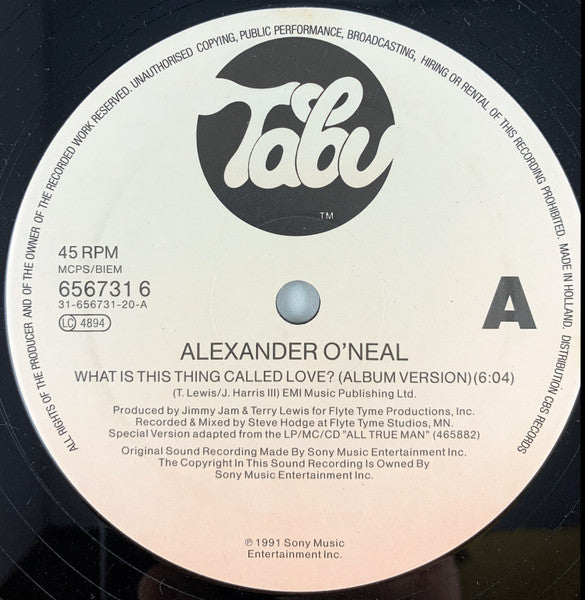 ALL RIGHTS OF THE PRODUCER AND OF THE OWNER OF THE RECORDED WORK RESERVED. UNAUTHORISED COPYING, PUBLIC PERFORMANCE, BROADCASTING, HIRING OR RENTAL OF THIS RECORDING PROHIBITED. MADE IN HOLLAND. DISTRIBUTION CBS RECORDS
Tabu
TM
45 RPM
MCPS/BIEM
656731 6
31-656731-20-A
LC 4894
A
ALEXANDER O'NEAL
WHAT IS THIS THING CALLED LOVE? (ALBUM VERSION) (6:04)
(T. Lewis/J. Harris III) EMI Music Publishing Ltd.
Produced by Jimmy Jam & Terry Lewis for Flyte Tyme Productions, Inc.
Recorded & Mixed by Steve Hodge at Flyte Tyme Studios, MN.
Special Version adapted from the LP/MC/CD "ALL TRUE MAN" (465882)
Original Sound Recording Made By Sony Music Entertainment Inc.
The Copyright In This Sound Recording Is Owned By
Sony Music Entertainment Inc.
℗ 1991 Sony Music
Entertainment Inc.